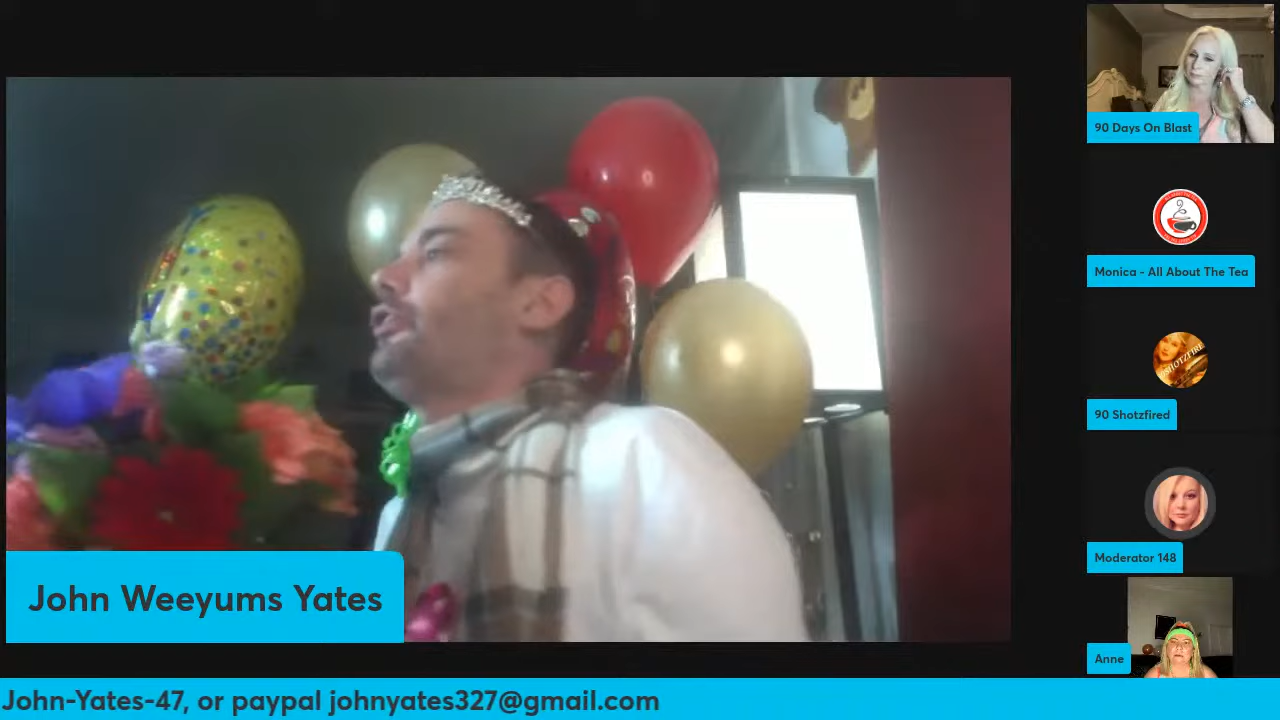 90 Days On Blast
Monica - All About The Tea
SHOTZFIRE
90 Shotzfired
Moderator 148
John Weeyums Yates
Anne
John-Yates-47, or paypal johnyates327@gmail.com